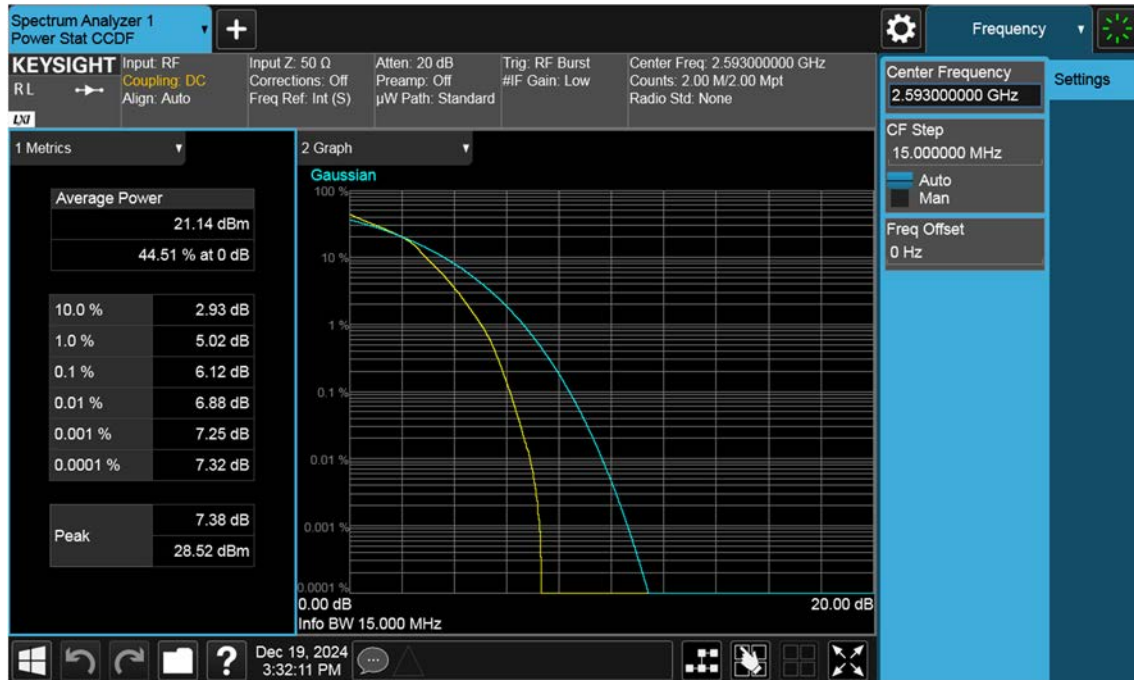 Spectrum Analyzer 1
Power Stat CCDF
+
Frequency
KEYSIGHT
RL
LXI
Input: RF
Coupling: DC
Align: Auto
Input Z: 50 Ω
Corrections: Off
Freq Ref: Int (S)
Atten: 20 dB
Preamp: Off
µW Path: Standard
Trig: RF Burst
#IF Gain: Low
Center Freq: 2.593000000 GHz
Counts: 2.00 M/2.00 Mpt
Radio Std: None
Center Frequency
2.593000000 GHz
Settings
CF Step
15.000000 MHz
Auto
Man
Freq Offset
0 Hz
1 Metrics
Average Power
21.14 dBm
44.51 % at 0 dB
10.0 % 2.93 dB
1.0 % 5.02 dB
0.1 % 6.12 dB
0.01 % 6.88 dB
0.001 % 7.25 dB
0.0001 % 7.32 dB
Peak
7.38 dB
28.52 dBm
2 Graph
Gaussian
100 %
10 %
1 %
0.1 %
0.01 %
0.001 %
0.0001 %
0.00 dB 20.00 dB
Info BW 15.000 MHz
?
Dec 19, 2024
3:32:11 PM